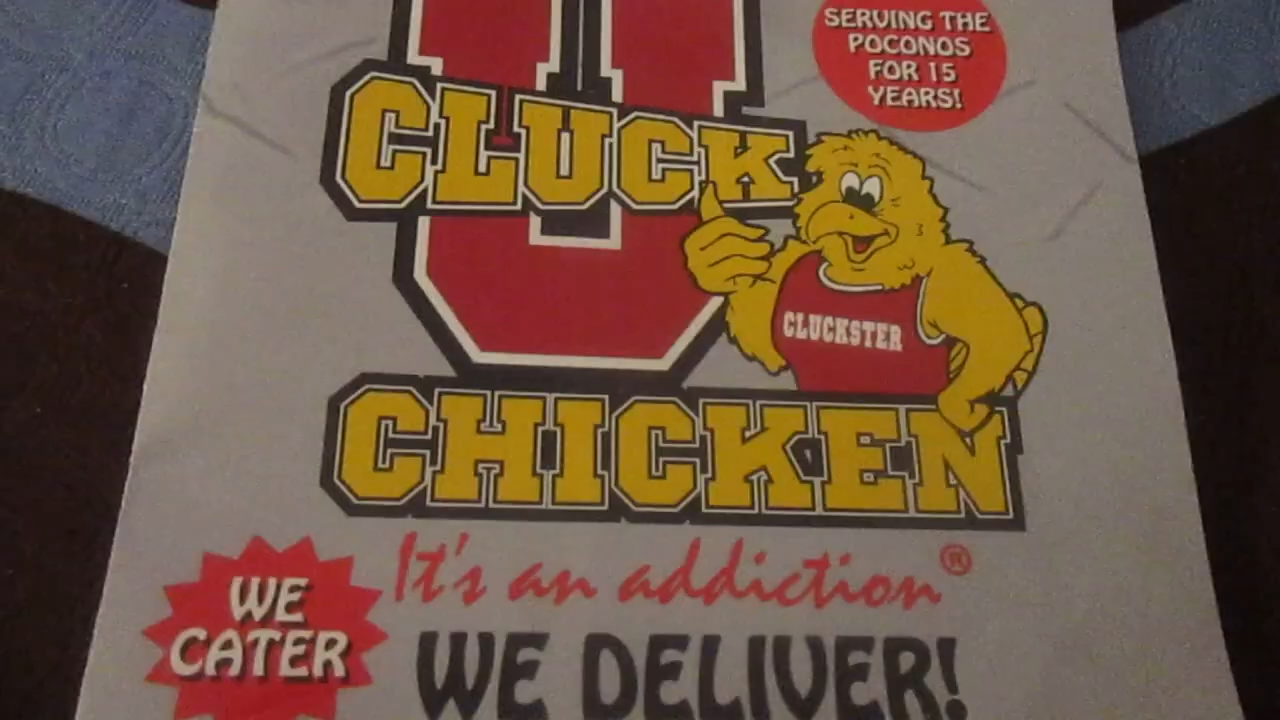 SERVING THE
POCONOS
FOR 15
YEARS!
U
CLUCK
CLUCKSTER
CHICKEN
It's an addiction®
WE
CATER
WE DELIVER!